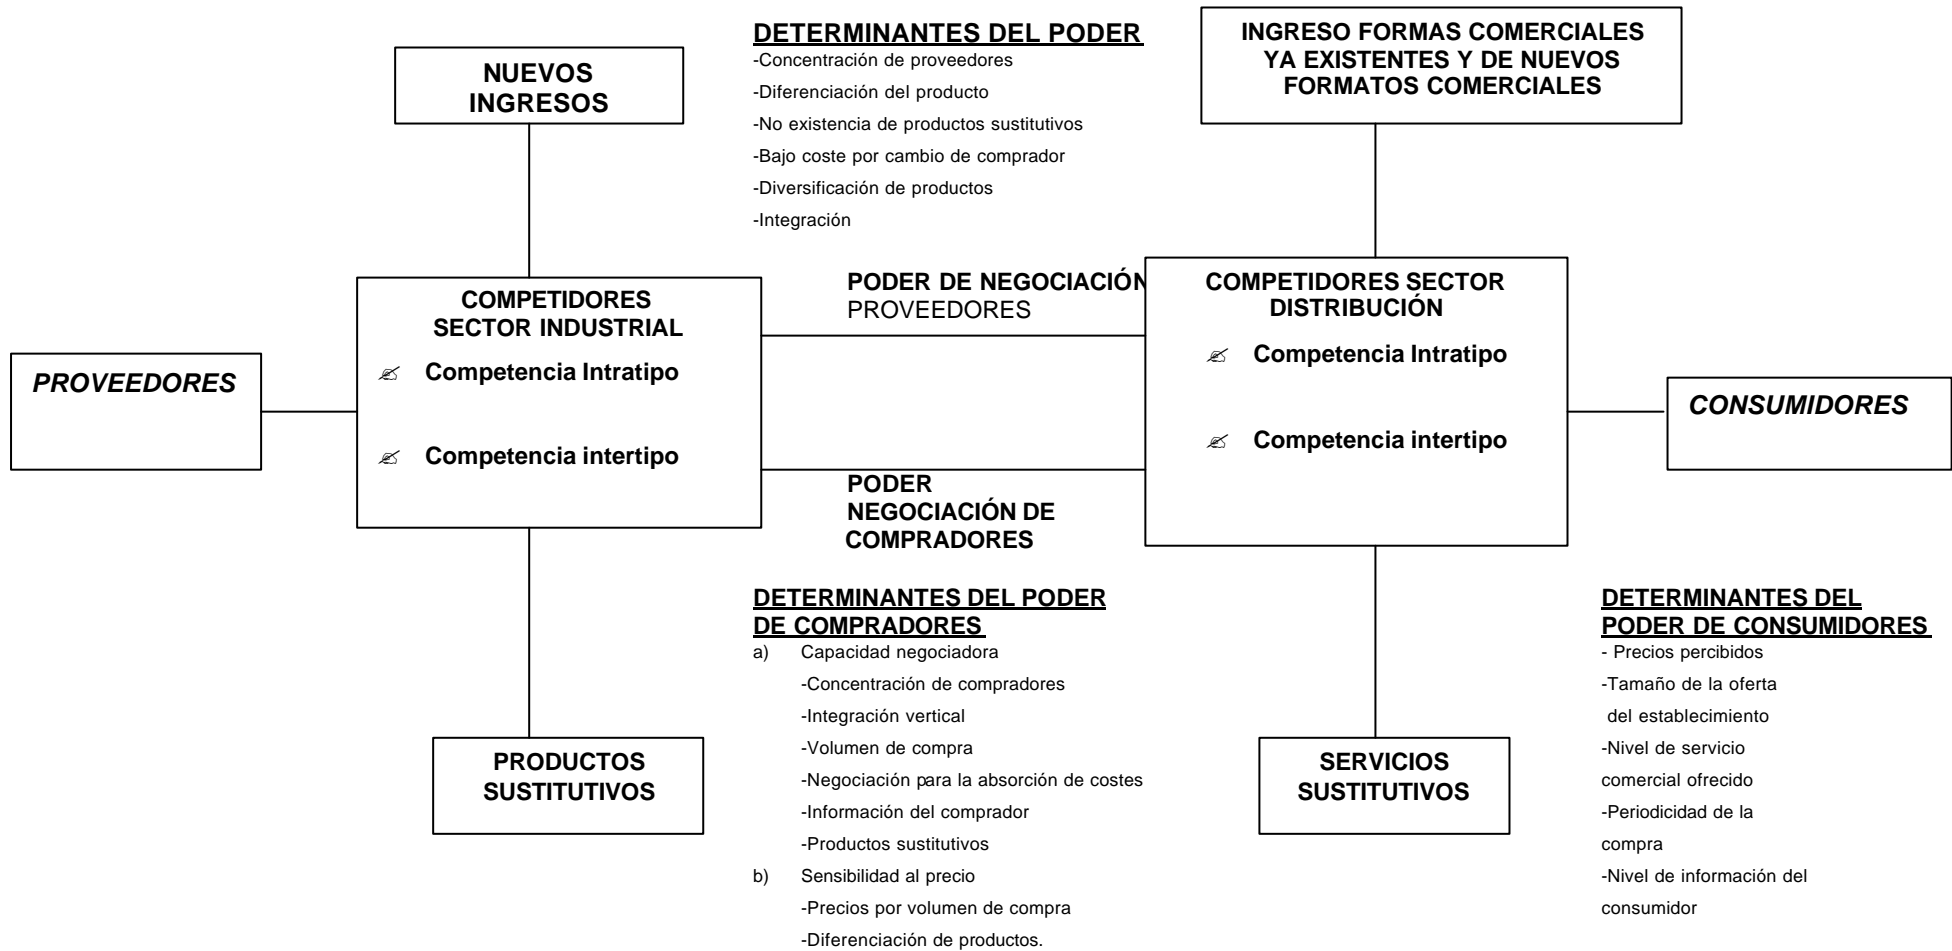 NUEVOS
INGRESOS
DETERMINANTES DEL PODER
-Concentración de proveedores
-Diferenciación del producto
-No existencia de productos sustitutivos
-Bajo coste por cambio de comprador
-Diversificación de productos
-Integración
INGRESO FORMAS COMERCIALES
YA EXISTENTES Y DE NUEVOS
FORMATOS COMERCIALES
PROVEEDORES
COMPETIDORES
SECTOR INDUSTRIAL
Competencia Intratipo
Competencia intertipo
PODER DE NEGOCIACIÓN
PROVEEDORES
PODER
NEGOCIACIÓN DE
COMPRADORES
COMPETIDORES SECTOR
DISTRIBUCIÓN
Competencia Intratipo
Competencia intertipo
CONSUMIDORES
PRODUCTOS
SUSTITUTIVOS
DETERMINANTES DEL PODER
DE COMPRADORES
a) Capacidad negociadora
-Concentración de compradores
-Integración vertical
-Volumen de compra
-Negociación para la absorción de costes
-Información del comprador
-Productos sustitutivos
b) Sensibilidad al precio
-Precios por volumen de compra
-Diferenciación de productos.
SERVICIOS
SUSTITUTIVOS
DETERMINANTES DEL
PODER DE CONSUMIDORES
- Precios percibidos
-Tamaño de la oferta
del establecimiento
-Nivel de servicio
comercial ofrecido
-Periodicidad de la
compra
-Nivel de información del
consumidor